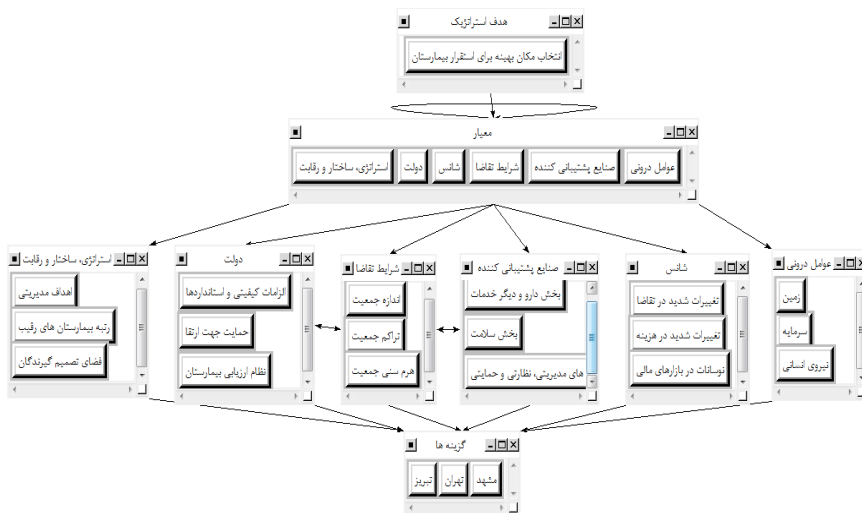 هدف استراتژیک
انتخاب مکان بهینه برای استقرار بیمارستان
معیار
عوامل درونی
صنایع پشتیبانی کننده
شرایط تقاضا
شانس
دولت
استراتژی، ساختار و رقابت
عوامل درونی
زمین
سرمایه
نیروی انسانی
شانس
تغییرات شدید در تقاضا
تغییرات شدید در هزینه
نوسانات در بازارهای مالی
صنایع پشتیبانی کننده
بخش دارو و دیگر خدمات
بخش سلامت
های مدیریتی، نظارتی و حمایتی
شرایط تقاضا
اندازه جمعیت
تراکم جمعیت
هرم سنی جمعیت
دولت
الزامات کیفیتی و استانداردها
حمایت جهت ارتقا
نظام ارزیابی بیمارستان
استراتژی، ساختار و رقابت
اهداف مدیریتی
رتبه بیمارستان های رقیب
فضای تصمیم گیرندگان
گزینه ها
مشهد
تهران
تبریز